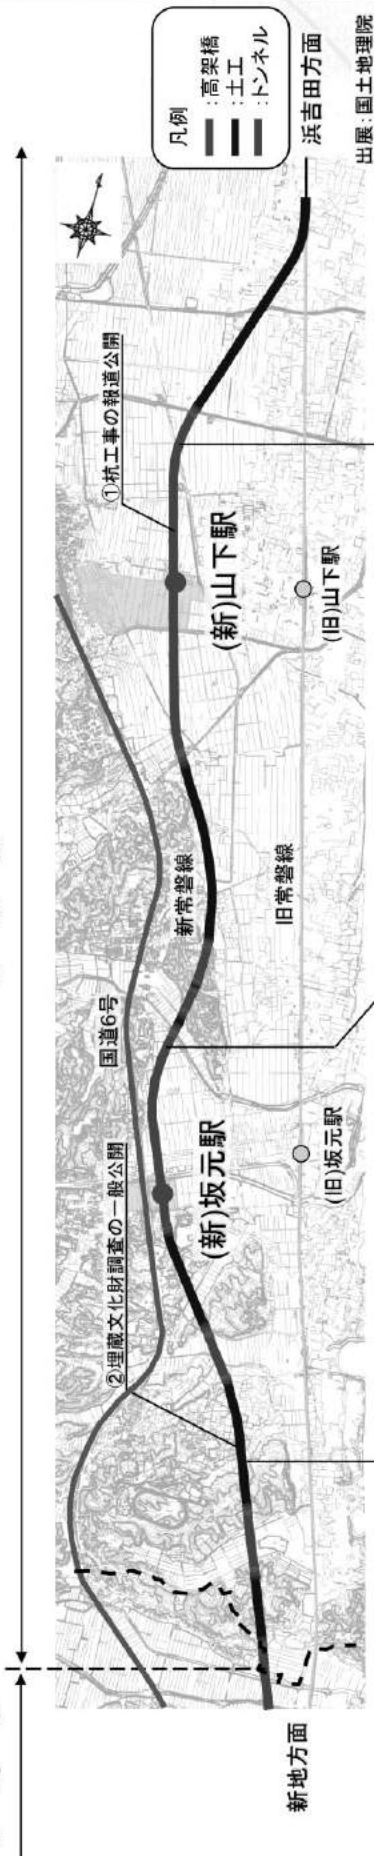 凡例
:高架橋
:土工
:トンネル
浜吉田方面
出展:国土地理院
①杭工事の報道公開
(新)山下駅
(旧)山下駅
新常磐線
旧常磐線
国道6号
②埋蔵文化財調査の一般公開
(新)坂元駅
(旧)坂元駅
新地方面